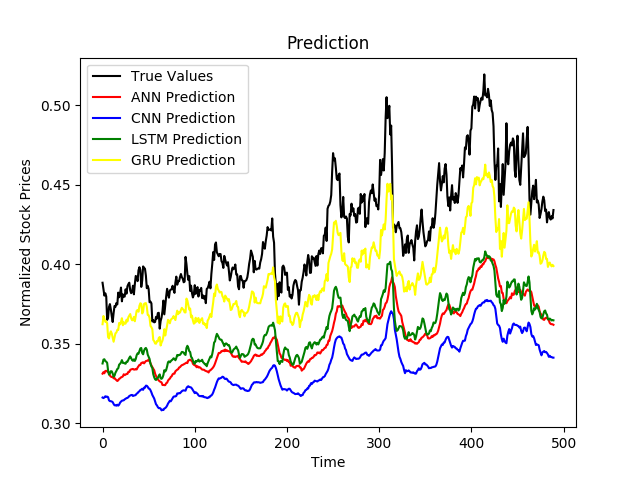 Prediction
True Values
ANN Prediction
CNN Prediction
LSTM Prediction
GRU Prediction
Normalized Stock Prices
0.50
0.45
0.40
0.35
0.30
0
100
200
300
400
500
Time